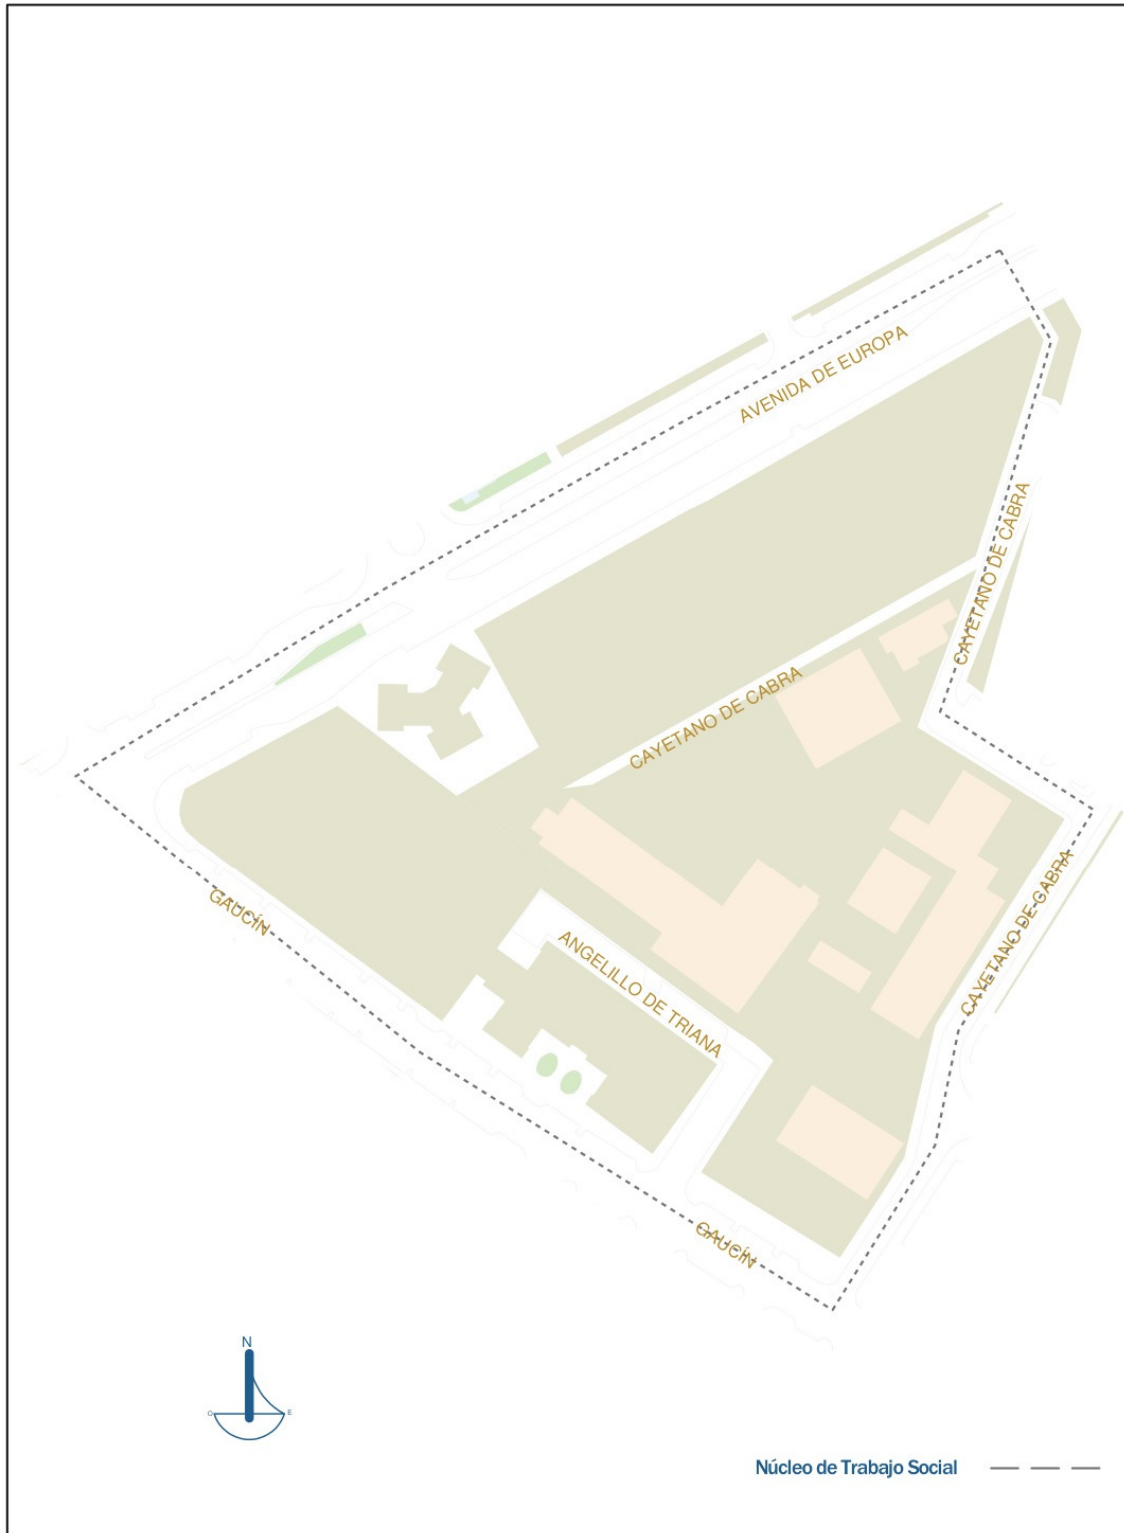 AVENIDA DE EUROPA
CAYETANO DE CABRA
CAYETANO DE CABRA
CAYETANO DE CABRA
GAUCÍN
ANGELILLO DE TRIANA
GAUCÍN
N
O
E
Núcleo de Trabajo Social